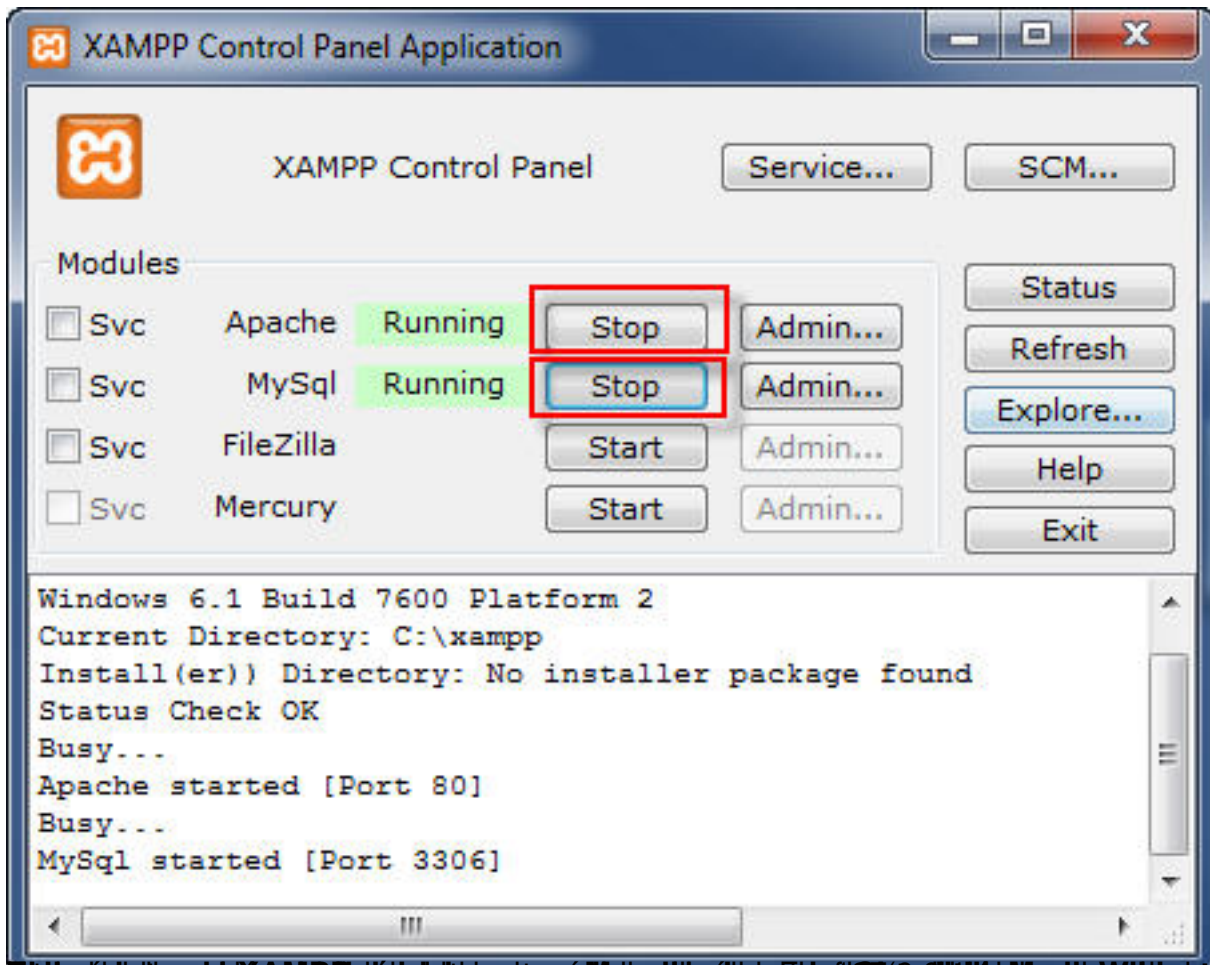 XAMPP Control Panel Application
XAMPP Control Panel Service... SCM...
Modules
Svc Apache Running Stop Admin...
Svc MySql Running Stop Admin...
Svc FileZilla Start Admin...
Svc Mercury Start Admin...
Status
Refresh
Explore...
Help
Exit
Windows 6.1 Build 7600 Platform 2
Current Directory: C:\xampp
Install(er)) Directory: No installer package found
Status Check OK
Busy...
Apache started [Port 80]
Busy...
MySql started [Port 3306]